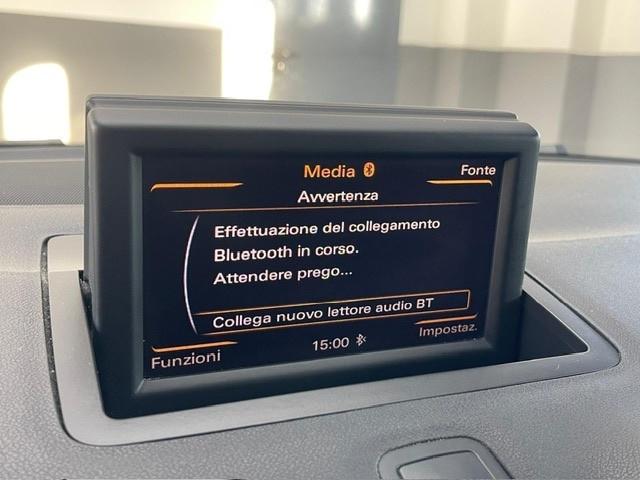 Media
Fonte
Avvertenza
Effettuazione del collegamento
Bluetooth in corso.
Attendere prego...
Collega nuovo lettore audio BT
Funzioni
15:00
Impostaz.